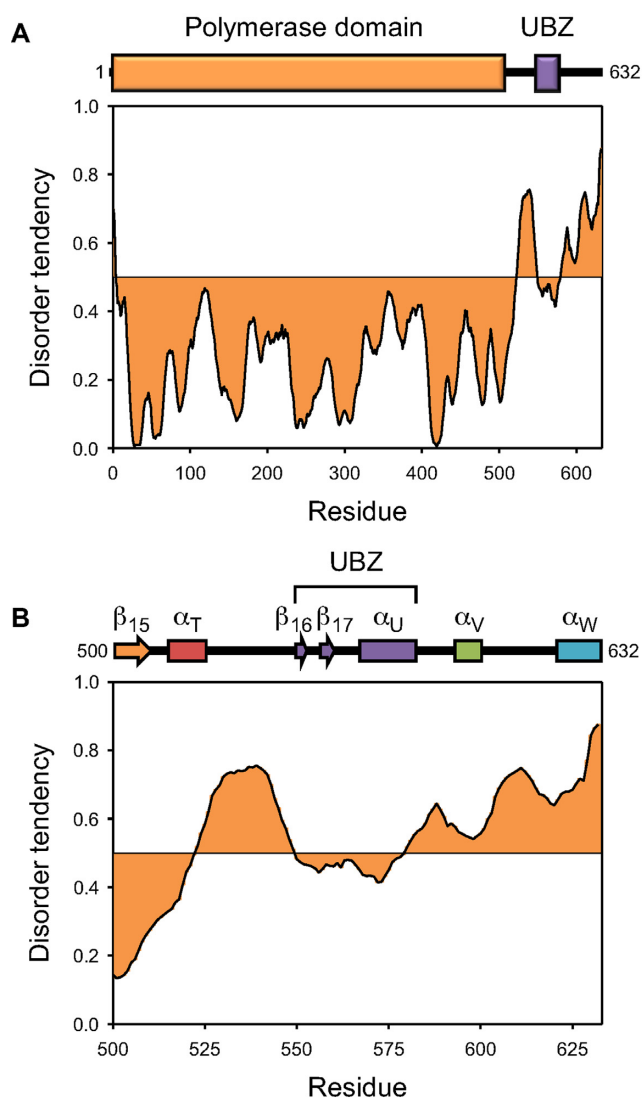 A
Polymerase domain UBZ
1 632
1.0
0.8
0.6
0.4
0.2
0.0
Disorder tendency
0 100 200 300 400 500 600
Residue
UBZ
B
β15 αT β16 β17 αU αV αW
500 632
1.0
0.8
0.6
0.4
0.2
0.0
Disorder tendency
500 525 550 575 600 625
Residue